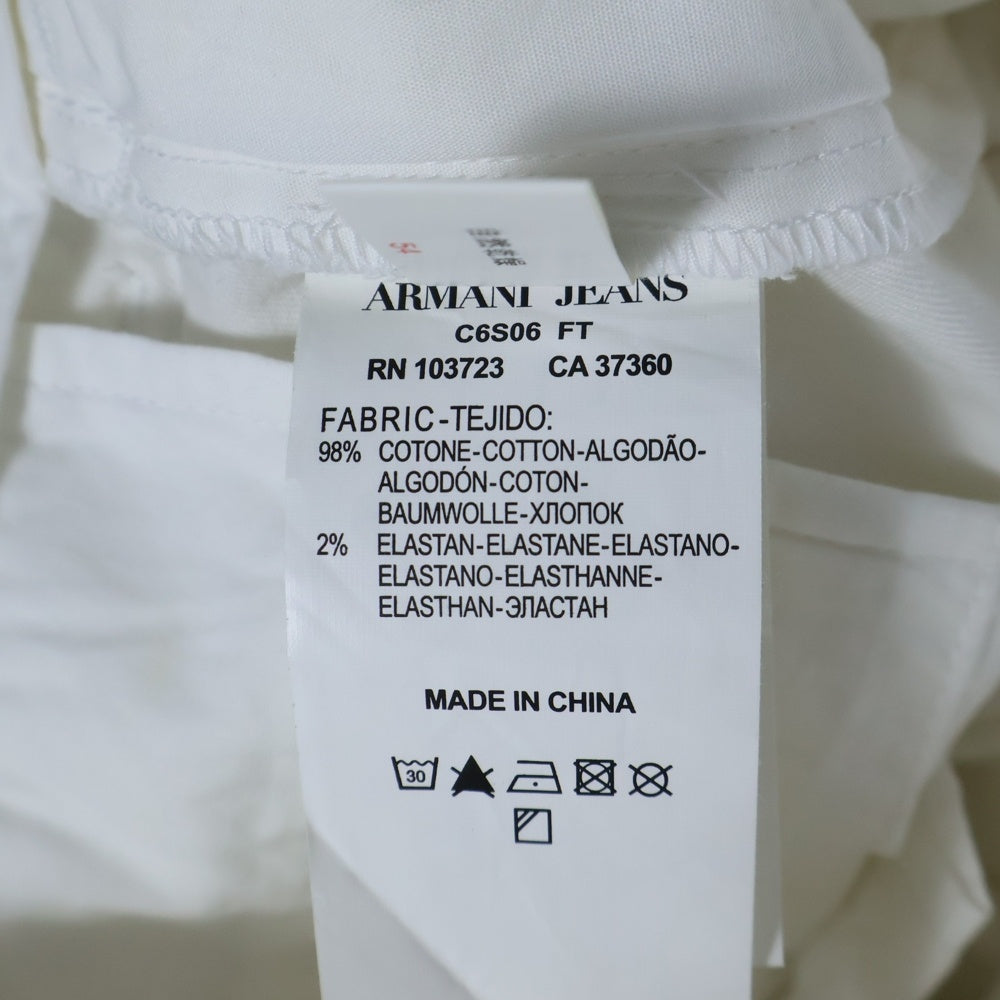 ARMANI JEANS
C6S06 FT
RN 103723 CA 37360
FABRIC-TEJIDO:
98% COTONE-COTTON-ALGODÃO-
ALGODÓN-COTON-
BAUMWOLLE-ХЛОПОК
2% ELASTAN-ELASTANE-ELASTANO-
ELASTANO-ELASTHANNE-
ELASTHAN-ЭЛАСТАН
MADE IN CHINA
30